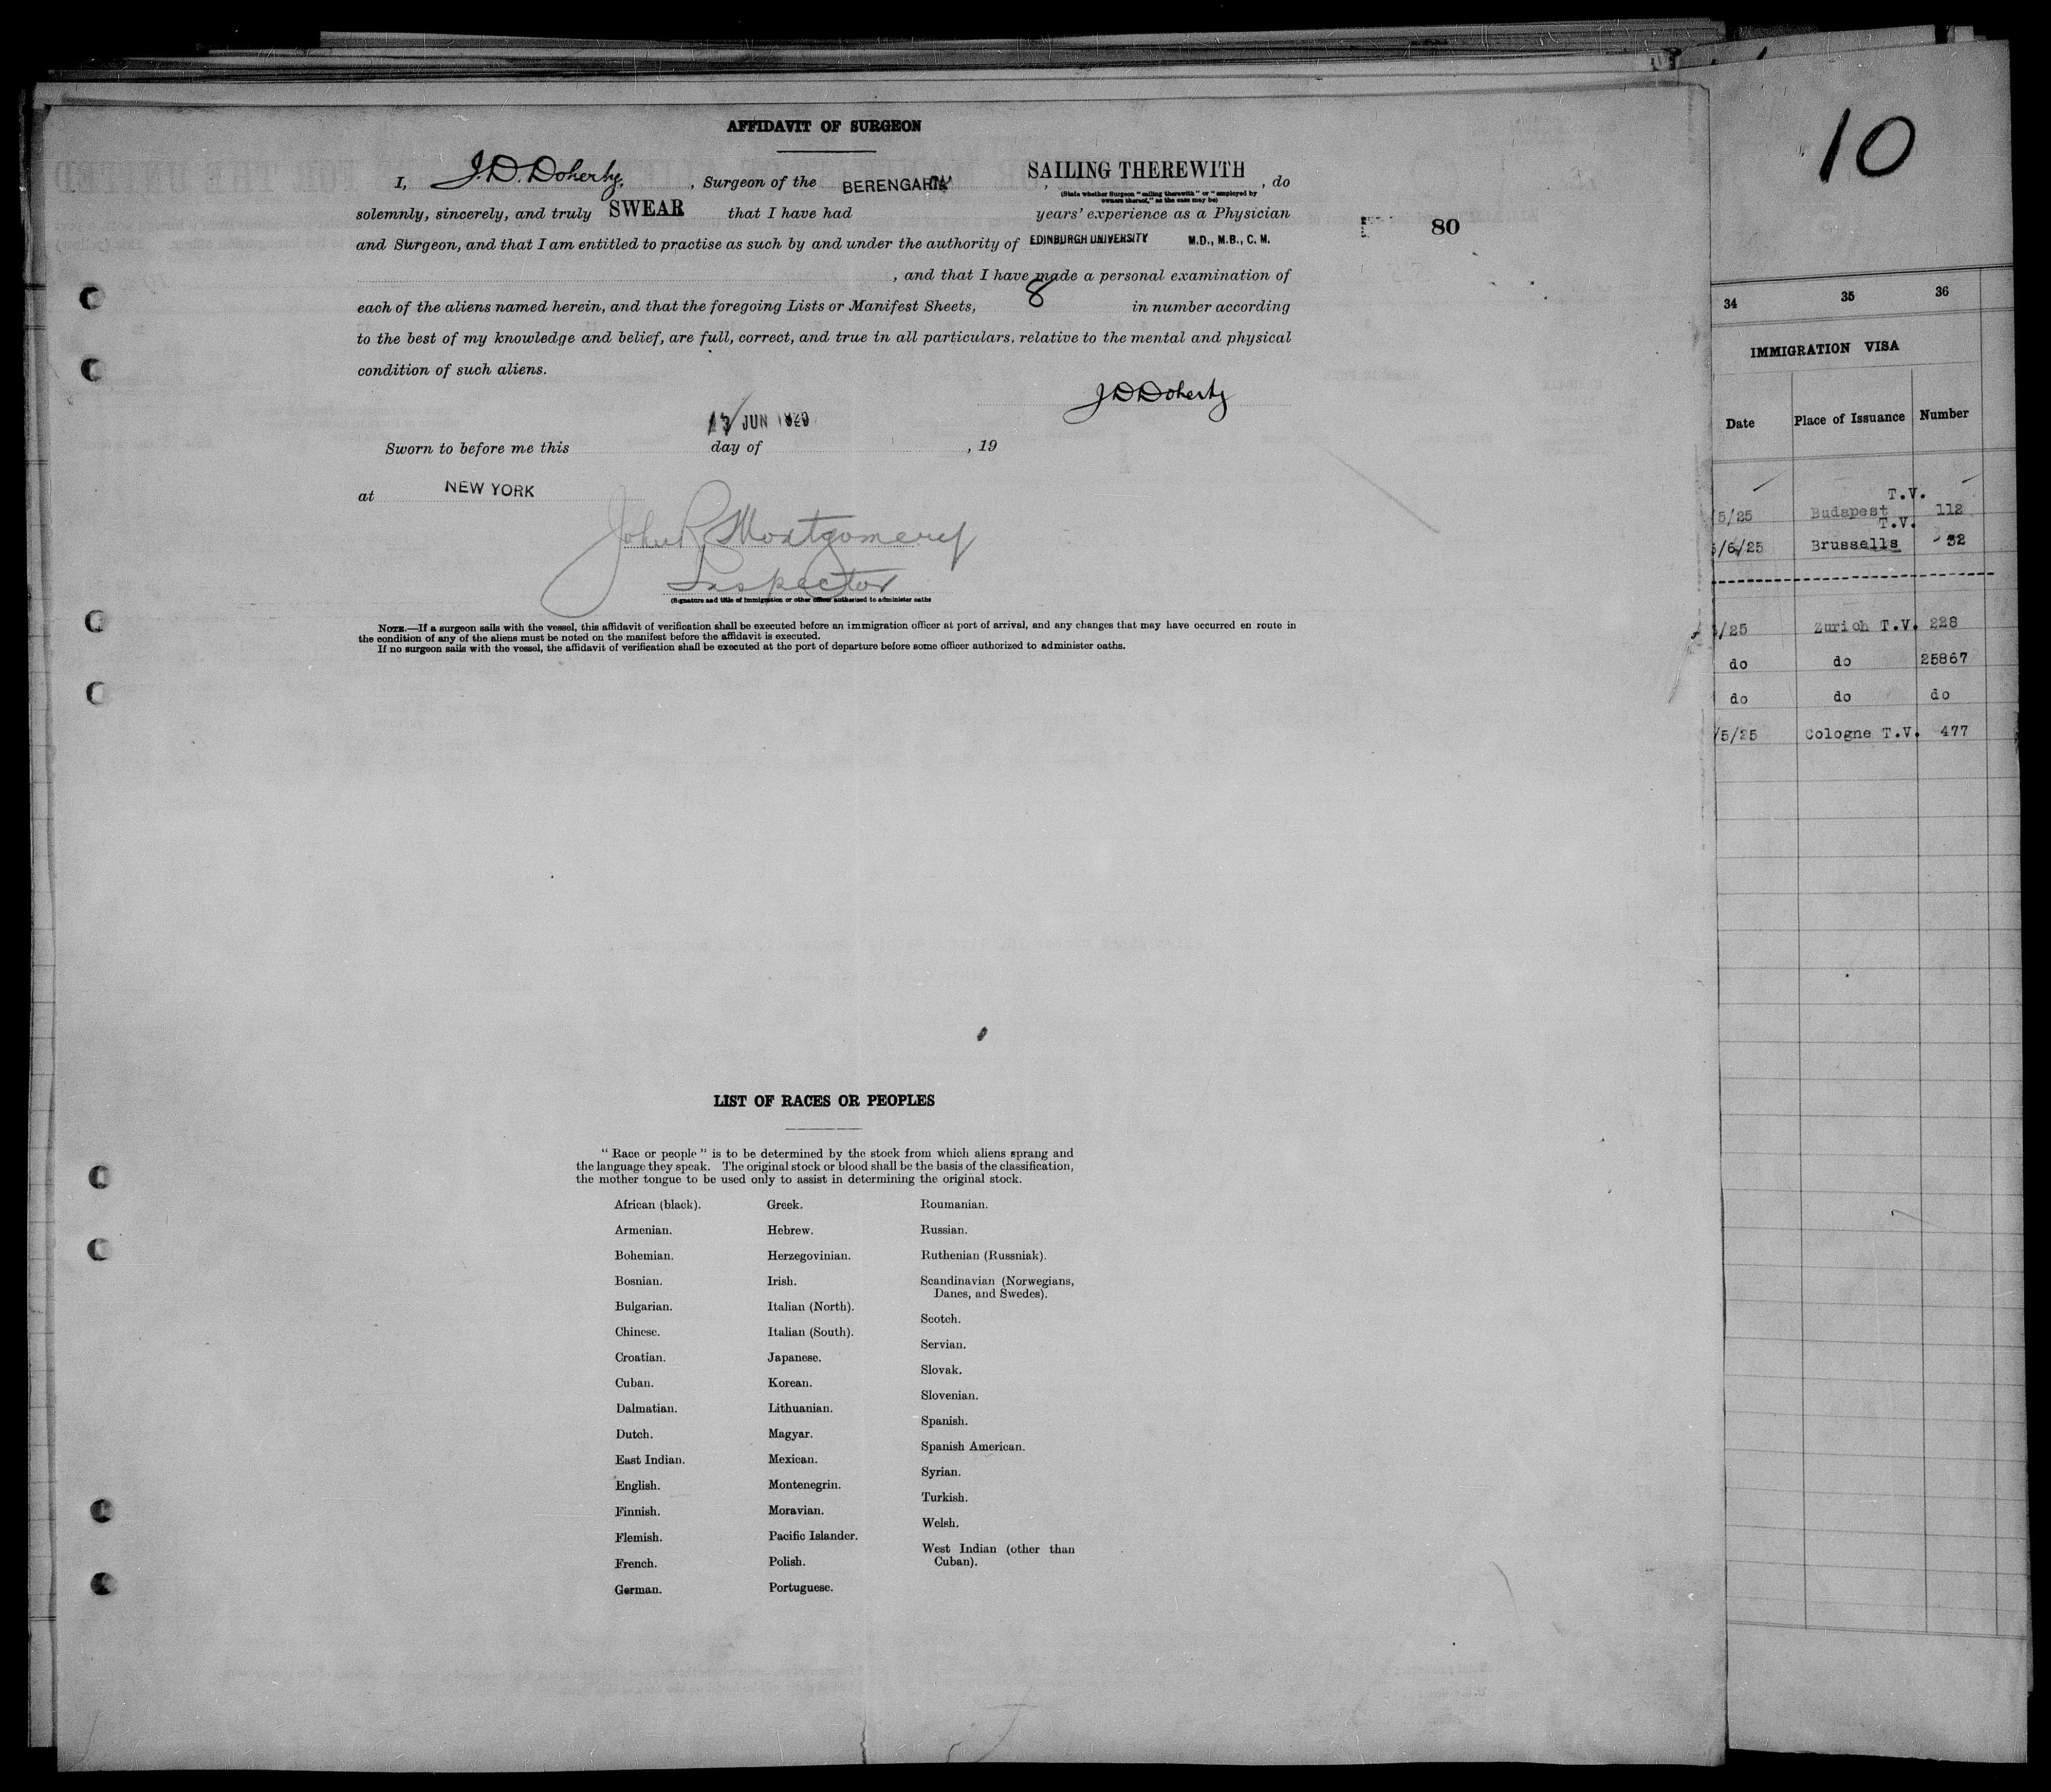 AFFIDAVIT OF SURGEON
I, J. D. Doherty, , Surgeon of the BERENGARIA , SAILING THEREWITH , do
(State whether Surgeon "sailing therewith" or "employed by
owners thereof," as the case may be)
solemnly, sincerely, and truly SWEAR that I have had years' experience as a Physician
and Surgeon, and that I am entitled to practise as such by and under the authority of EDINBURGH UNIVERSITY M.D., M.B., C. M.
, and that I have made a personal examination of
each of the aliens named herein, and that the foregoing Lists or Manifest Sheets, 8 in number according
to the best of my knowledge and belief, are full, correct, and true in all particulars, relative to the mental and physical
condition of such aliens.
J D Doherty
JUN
Sworn to before me this day of , 19
at NEW YORK
John R Montgomery
Inspector
(Signature and title of immigration or other officer authorised to administer oaths
NOTE.—If a surgeon sails with the vessel, this affidavit of verification shall be executed before an immigration officer at port of arrival, and any changes that may have occurred en route in
the condition of any of the aliens must be noted on the manifest before the affidavit is executed.
If no surgeon sails with the vessel, the affidavit of verification shall be executed at the port of departure before some officer authorized to administer oaths.
80
LIST OF RACES OR PEOPLES
" Race or people " is to be determined by the stock from which aliens sprang and
the language they speak. The original stock or blood shall be the basis of the classification,
the mother tongue to be used only to assist in determining the original stock.
African (black).
Armenian.
Bohemian.
Bosnian.
Bulgarian.
Chinese.
Croatian.
Cuban.
Dalmatian.
Dutch.
East Indian.
English.
Finnish.
Flemish.
French.
German.
Greek.
Hebrew.
Herzegovinian.
Irish.
Italian (North).
Italian (South).
Japanese.
Korean.
Lithuanian.
Magyar.
Mexican.
Montenegrin.
Moravian.
Pacific Islander.
Polish.
Portuguese.
Roumanian.
Russian.
Ruthenian (Russniak).
Scandinavian (Norwegians,
Danes, and Swedes).
Scotch.
Servian.
Slovak.
Slovenian.
Spanish.
Spanish American.
Syrian.
Turkish.
Welsh.
West Indian (other than
Cuban).
10
34 35 36
IMMIGRATION VISA
Date Place of Issuance Number
T.V.
5/25 Budapest 112
T.V.
/6/25 Brussells 32
/25 Zurich T.V. 228
do do 25867
do do do
/5/25 Cologne T.V. 477